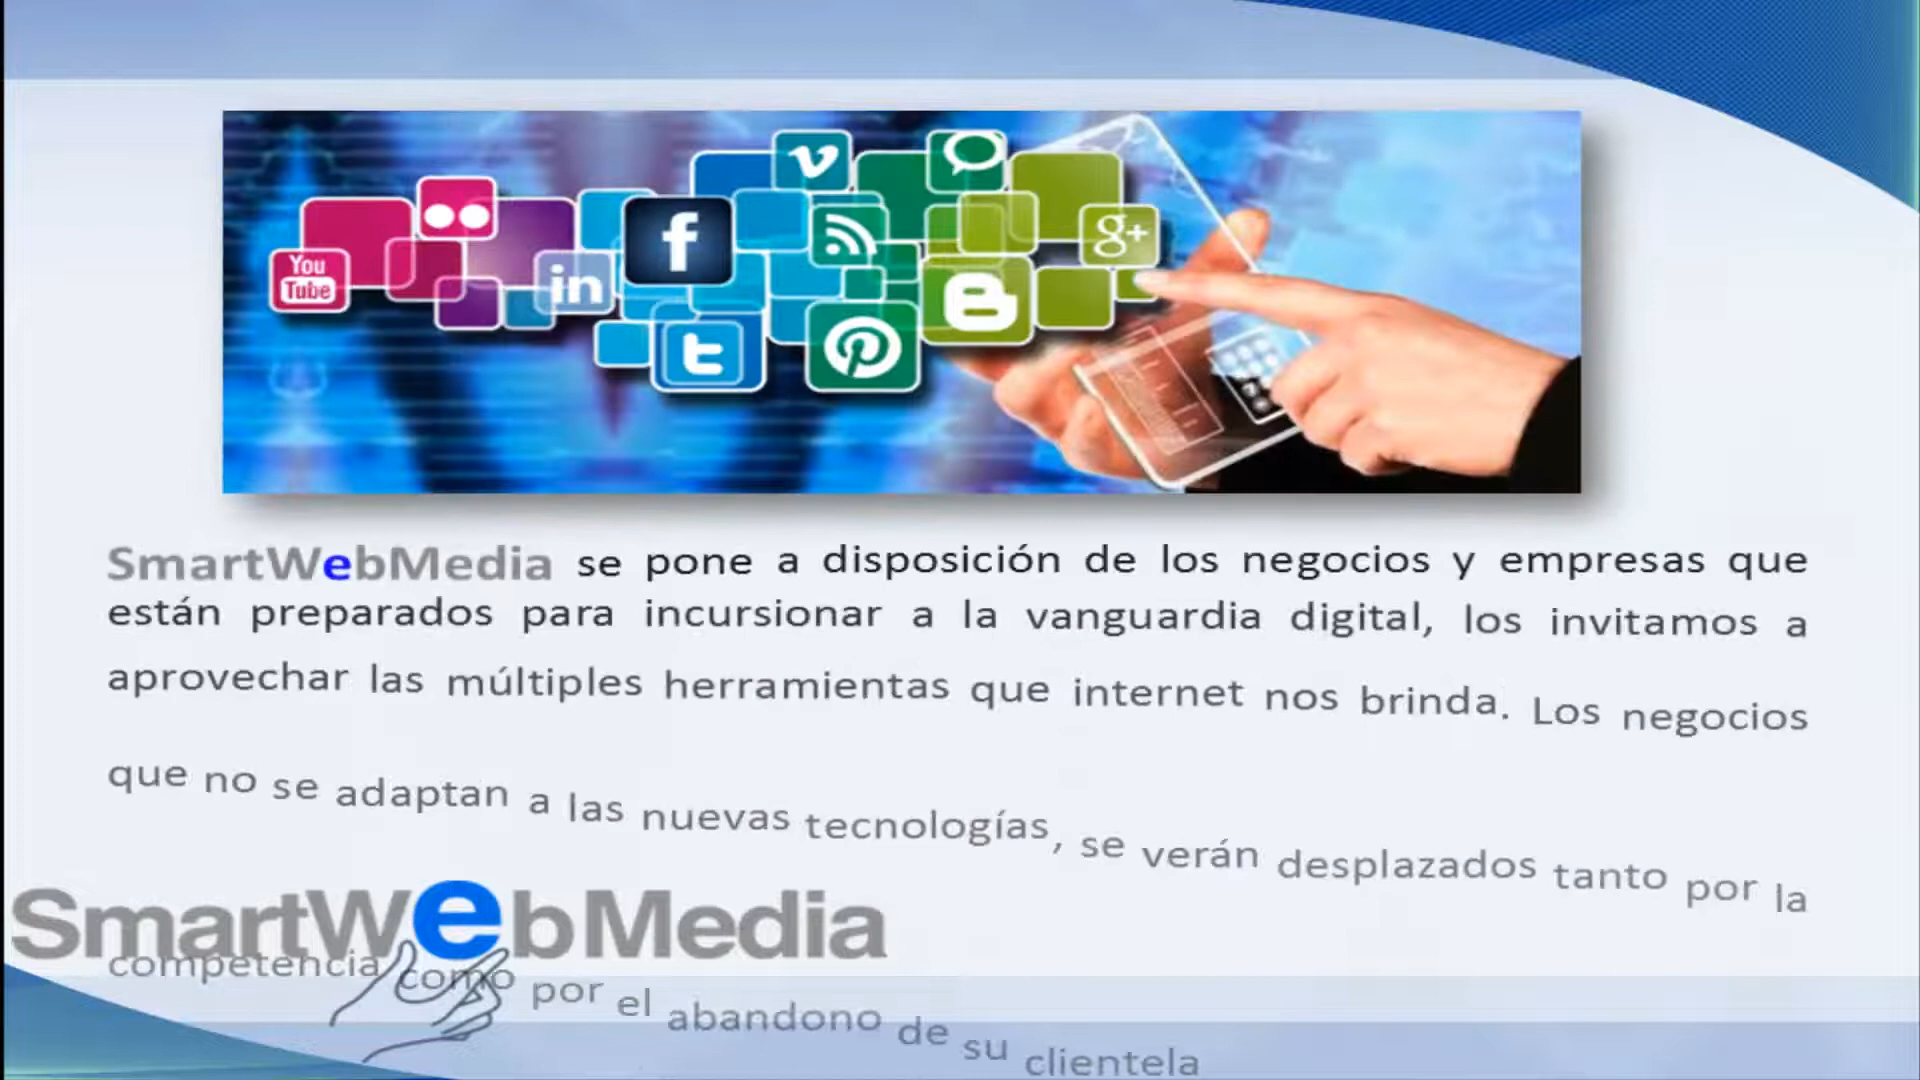 You
Tube
in
f
t
g+
SmartWebMedia se pone a disposición de los negocios y empresas que
están preparados para incursionar a la vanguardia digital, los invitamos a
aprovechar las múltiples herramientas que internet nos brinda. Los negocios
que no se adaptan a las nuevas tecnologías, se verán desplazados tanto por la
SmartWebMedia
competencia como por el abandono de su clientela